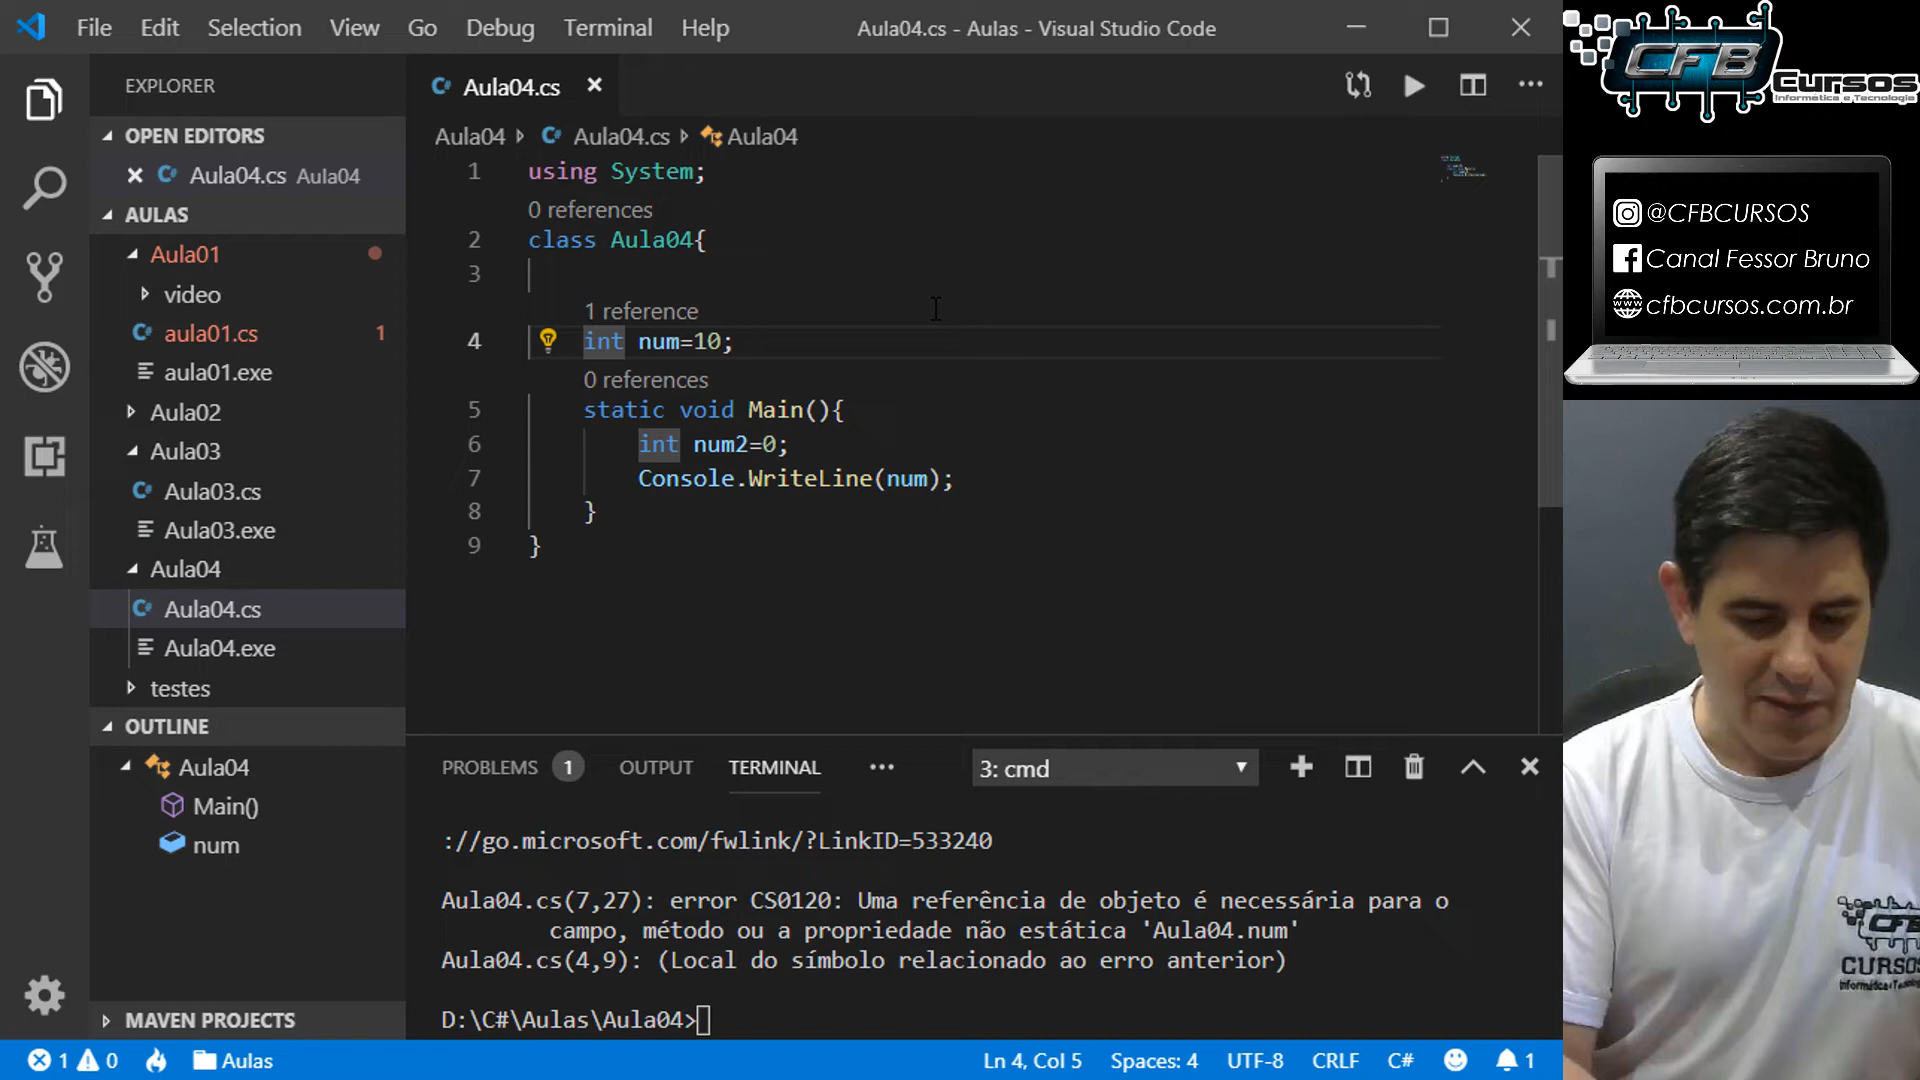 File Edit Selection View Go Debug Terminal Help
Aula04.cs - Aulas - Visual Studio Code
EXPLORER
OPEN EDITORS
Aula04.cs Aula04
AULAS
Aula01
video
aula01.cs 1
aula01.exe
Aula02
Aula03
Aula03.cs
Aula03.exe
Aula04
Aula04.cs
Aula04.exe
testes
OUTLINE
Aula04
Main()
num
MAVEN PROJECTS
Aula04.cs
Aula04 Aula04.cs Aula04
1 using System;
0 references
2 class Aula04{
3
1 reference
4 int num=10;
0 references
5 static void Main(){
6 int num2=0;
7 Console.WriteLine(num);
8 }
9 }
PROBLEMS 1 OUTPUT TERMINAL 3: cmd
://go.microsoft.com/fwlink/?LinkID=533240
Aula04.cs(7,27): error CS0120: Uma referência de objeto é necessária para o
campo, método ou a propriedade não estática 'Aula04.num'
Aula04.cs(4,9): (Local do símbolo relacionado ao erro anterior)
D:\C#\Aulas\Aula04>
1 0 Aulas Ln 4, Col 5 Spaces: 4 UTF-8 CRLF C# 1
CFB
Cursos
Informática e Tecnologia
@CFBCURSOS
Canal Fessor Bruno
cfbcursos.com.br
CURSOS